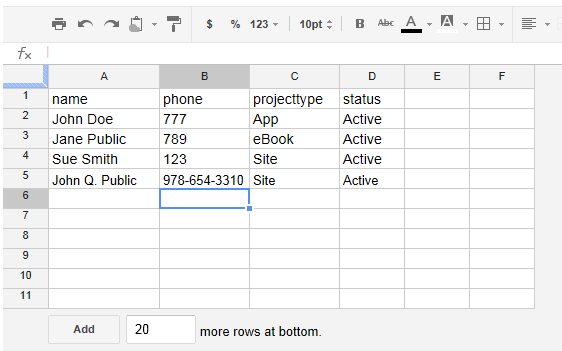 $ % 123 10pt B Abc A A
fx
A B C D E F
1 name phone projecttype status
2 John Doe 777 App Active
3 Jane Public 789 eBook Active
4 Sue Smith 123 Site Active
5 John Q. Public 978-654-3310 Site Active
6
7
8
9
10
11
Add 20 more rows at bottom.